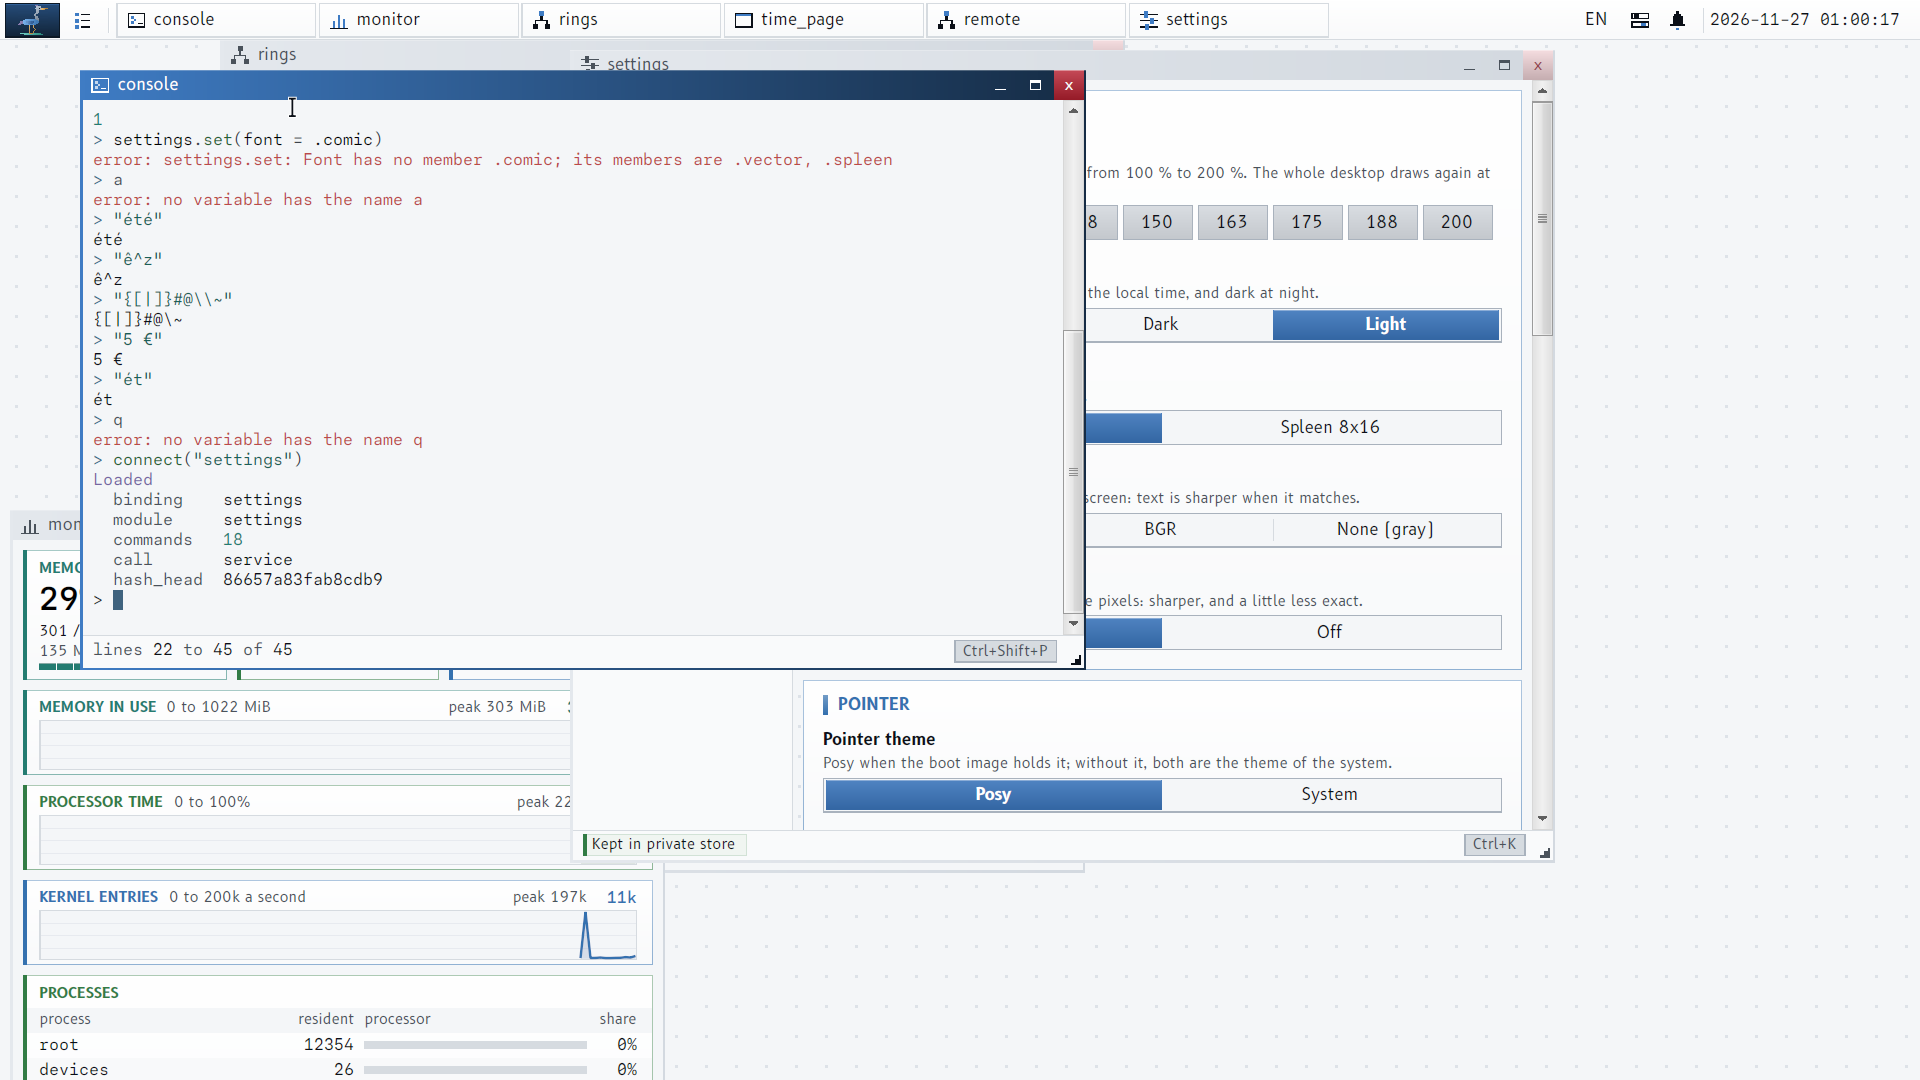 console
monitor
rings
time_page
remote
settings
EN
2026-11-27 01:00:17
rings
settings
x
console
x
1
> settings.set(font = .comic)
error: settings.set: Font has no member .comic; its members are .vector, .spleen
> a
error: no variable has the name a
> "été"
été
> "ê^z"
ê^z
> "{[|]}#@\\~"
{[|]}#@\~
> "5 €"
5 €
> "ét"
ét
> q
error: no variable has the name q
> connect("settings")
Loaded
binding settings
module settings
commands 18
call service
hash_head 86657a83fab8cdb9
>
lines 22 to 45 of 45
Ctrl+Shift+P
from 100 % to 200 %. The whole desktop draws again at
8 150 163 175 188 200
the local time, and dark at night.
Dark Light
Spleen 8x16
screen: text is sharper when it matches.
BGR None (gray)
pixels: sharper, and a little less exact.
Off
POINTER
Pointer theme
Posy when the boot image holds it; without it, both are the theme of the system.
Posy System
Kept in private store
Ctrl+K
mon
MEMO
29
301 /
135 M
MEMORY IN USE 0 to 1022 MiB peak 303 MiB
PROCESSOR TIME 0 to 100% peak 22
KERNEL ENTRIES 0 to 200k a second peak 197k 11k
PROCESSES
process resident processor share
root 12354 0%
devices 26 0%